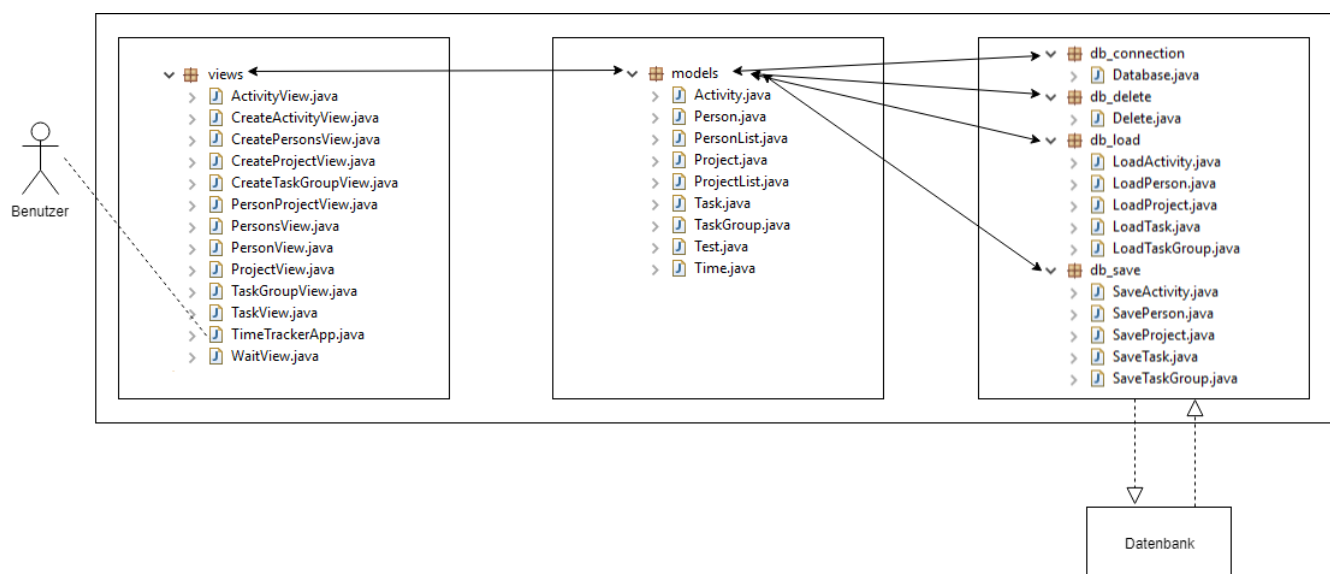 Benutzer
views
ActivityView.java
CreateActivityView.java
CreatePersonsView.java
CreateProjectView.java
CreateTaskGroupView.java
PersonProjectView.java
PersonsView.java
PersonView.java
ProjectView.java
TaskGroupView.java
TaskView.java
TimeTrackerApp.java
WaitView.java
models
Activity.java
Person.java
PersonList.java
Project.java
ProjectList.java
Task.java
TaskGroup.java
Test.java
Time.java
db_connection
Database.java
db_delete
Delete.java
db_load
LoadActivity.java
LoadPerson.java
LoadProject.java
LoadTask.java
LoadTaskGroup.java
db_save
SaveActivity.java
SavePerson.java
SaveProject.java
SaveTask.java
SaveTaskGroup.java
Datenbank